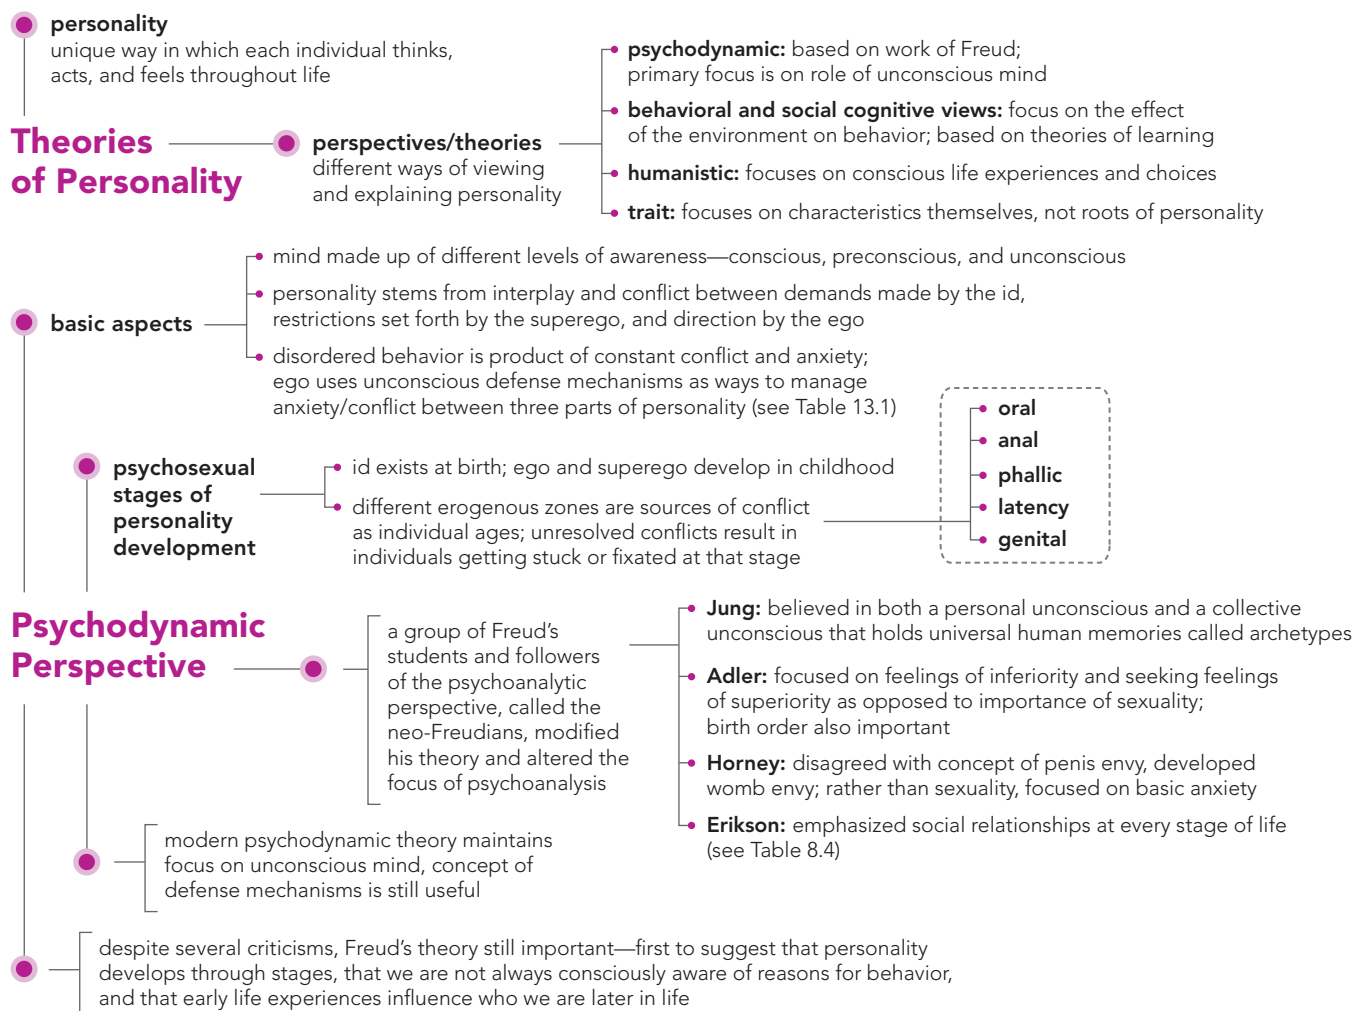 personality
unique way in which each individual thinks,
acts, and feels throughout life
Theories
of Personality
perspectives/theories
different ways of viewing
and explaining personality
psychodynamic: based on work of Freud;
primary focus is on role of unconscious mind
behavioral and social cognitive views: focus on the effect
of the environment on behavior; based on theories of learning
humanistic: focuses on conscious life experiences and choices
trait: focuses on characteristics themselves, not roots of personality
basic aspects
mind made up of different levels of awareness—conscious, preconscious, and unconscious
personality stems from interplay and conflict between demands made by the id,
restrictions set forth by the superego, and direction by the ego
disordered behavior is product of constant conflict and anxiety;
ego uses unconscious defense mechanisms as ways to manage
anxiety/conflict between three parts of personality (see Table 13.1)
psychosexual
stages of
personality
development
id exists at birth; ego and superego develop in childhood
different erogenous zones are sources of conflict
as individual ages; unresolved conflicts result in
individuals getting stuck or fixated at that stage
oral
anal
phallic
latency
genital
Psychodynamic
Perspective
a group of Freud's
students and followers
of the psychoanalytic
perspective, called the
neo-Freudians, modified
his theory and altered the
focus of psychoanalysis
Jung: believed in both a personal unconscious and a collective
unconscious that holds universal human memories called archetypes
Adler: focused on feelings of inferiority and seeking feelings
of superiority as opposed to importance of sexuality;
birth order also important
Horney: disagreed with concept of penis envy, developed
womb envy; rather than sexuality, focused on basic anxiety
Erikson: emphasized social relationships at every stage of life
(see Table 8.4)
modern psychodynamic theory maintains
focus on unconscious mind, concept of
defense mechanisms is still useful
despite several criticisms, Freud's theory still important—first to suggest that personality
develops through stages, that we are not always consciously aware of reasons for behavior,
and that early life experiences influence who we are later in life